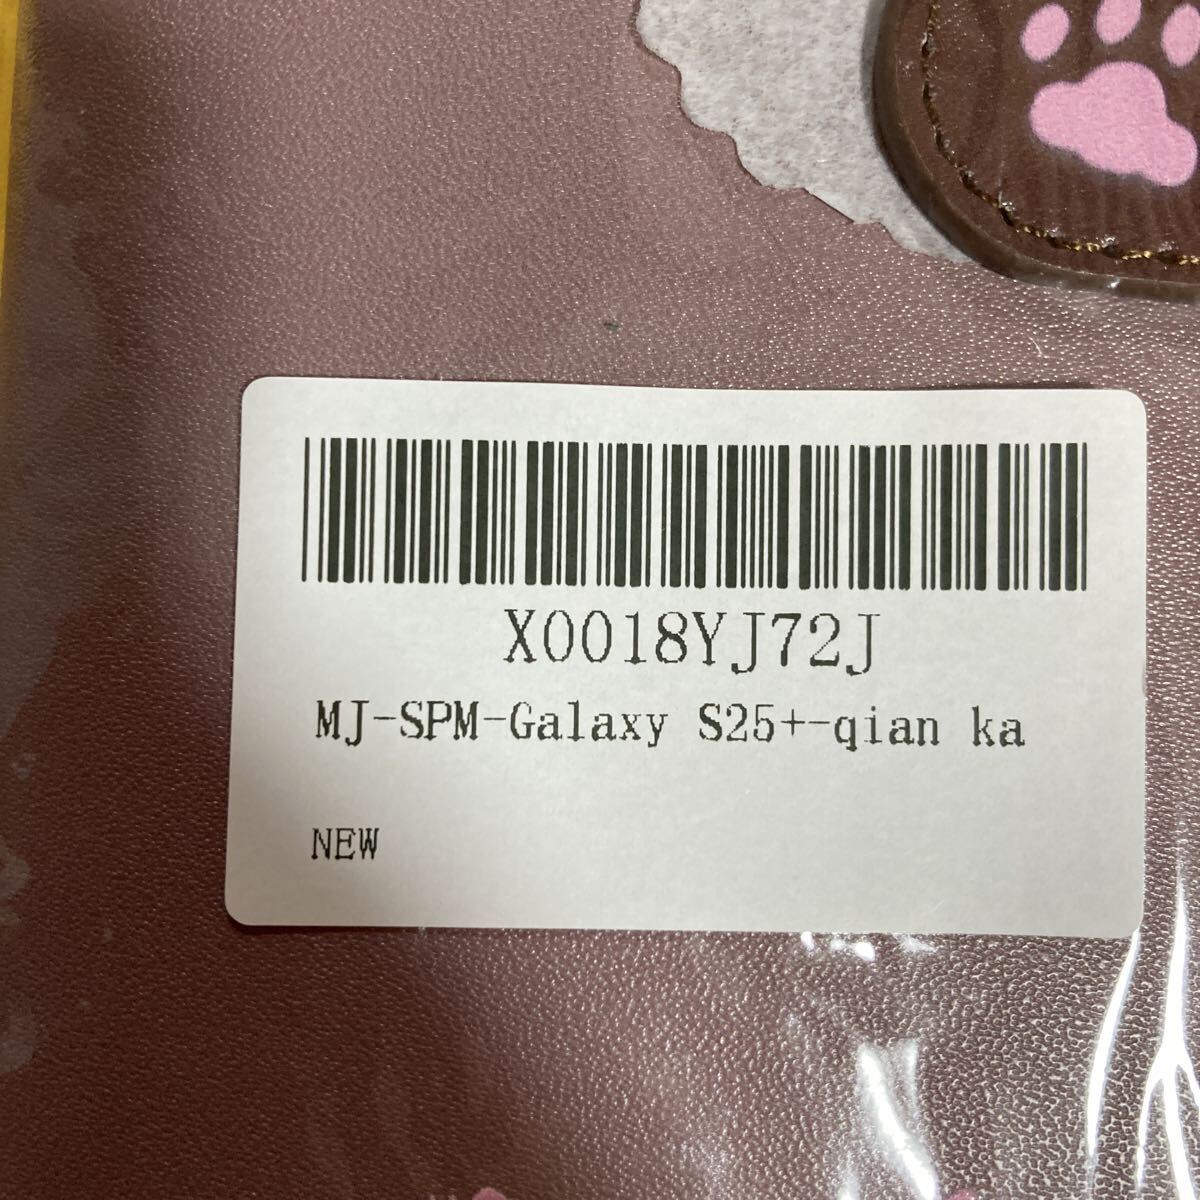 X0018YJ72J
MJ-SPM-Galaxy S25+-qian ka
NEW